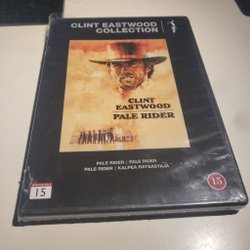 CLINT EASTWOOD
COLLECTION
CLINT
EASTWOOD
PALE RIDER
PALE RIDER | PALE RIDER
PALE RIDER | KALPEA RATSASTAJA
15
15